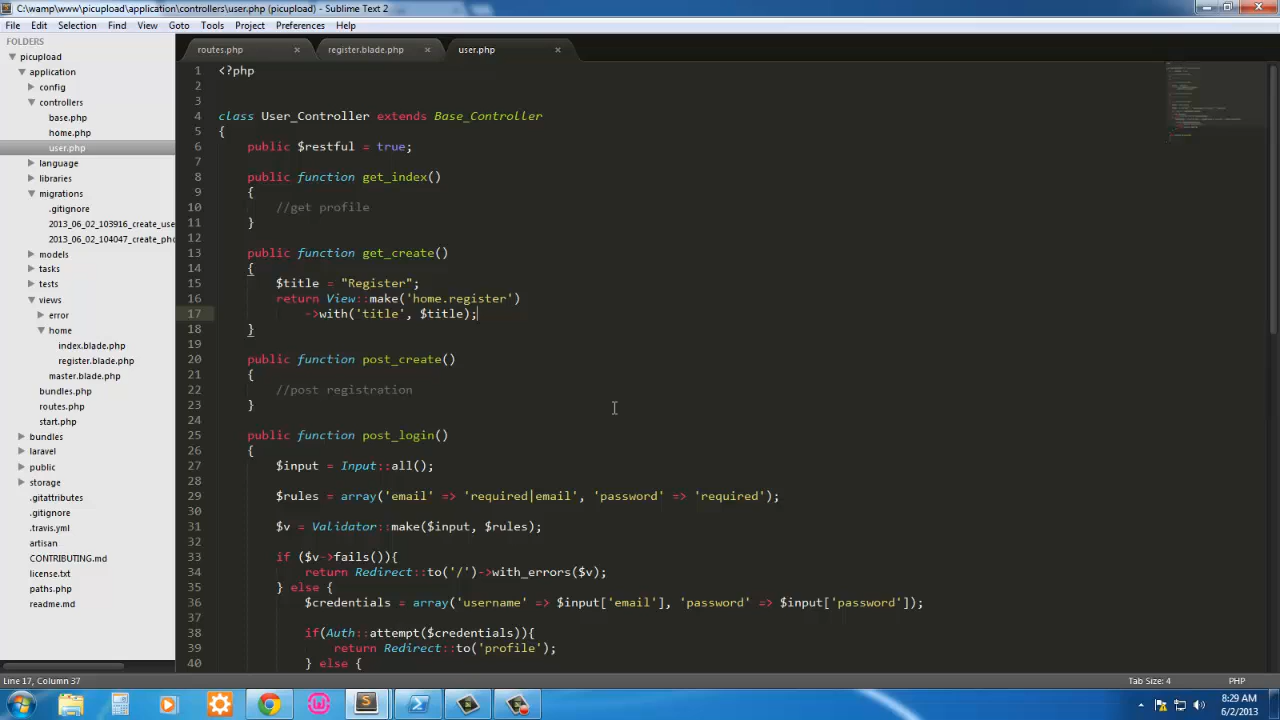 C:\wamp\www\picupload\application\controllers\user.php (picupload) - Sublime Text 2
File Edit Selection Find View Goto Tools Project Preferences Help
FOLDERS
picupload
application
config
controllers
base.php
home.php
user.php
language
libraries
migrations
.gitignore
2013_06_02_103916_create_use
2013_06_02_104047_create_pho
models
tasks
tests
views
error
home
index.blade.php
register.blade.php
master.blade.php
bundles.php
routes.php
start.php
bundles
laravel
public
storage
.gitattributes
.gitignore
.travis.yml
artisan
CONTRIBUTING.md
license.txt
paths.php
readme.md
routes.php register.blade.php user.php
1 <?php
2
3
4 class User_Controller extends Base_Controller
5 {
6 public $restful = true;
7
8 public function get_index()
9 {
10 //get profile
11 }
12
13 public function get_create()
14 {
15 $title = "Register";
16 return View::make('home.register')
17 ->with('title', $title);
18 }
19
20 public function post_create()
21 {
22 //post registration
23 }
24
25 public function post_login()
26 {
27 $input = Input::all();
28
29 $rules = array('email' => 'required|email', 'password' => 'required');
30
31 $v = Validator::make($input, $rules);
32
33 if ($v->fails()){
34 return Redirect::to('/')->with_errors($v);
35 } else {
36 $credentials = array('username' => $input['email'], 'password' => $input['password']);
37
38 if(Auth::attempt($credentials)){
39 return Redirect::to('profile');
40 } else {
Line 17, Column 37 Tab Size: 4 PHP
8:29 AM
6/2/2013